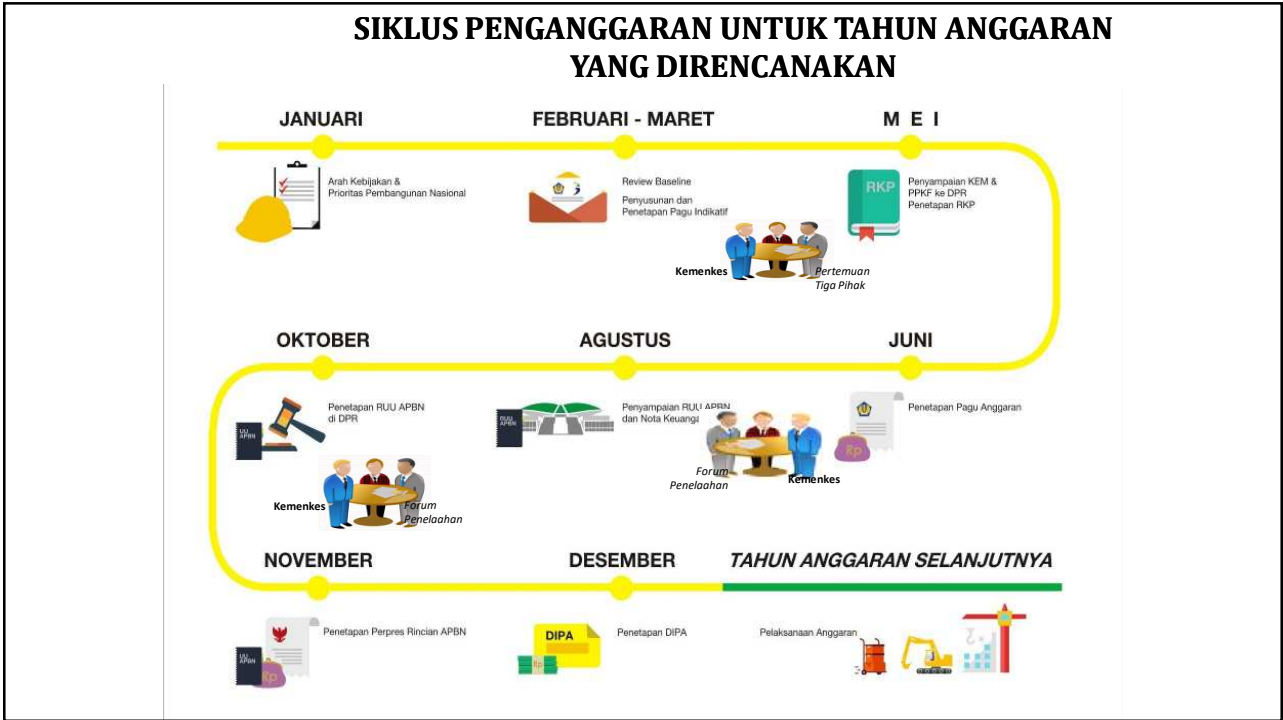 SIKLUS PENGANGGARAN UNTUK TAHUN ANGGARAN
YANG DIRENCANAKAN
JANUARI
Arah Kebijakan &
Prioritas Pembangunan Nasional
FEBRUARI - MARET
Review Baseline
Penyusunan dan
Penetapan Pagu Indikatif
Kemenkes
Pertemuan
Tiga Pihak
M E I
RKP
Penyampaian KEM &
PPKF ke DPR
Penetapan RKP
OKTOBER
UU
APBN
Penetapan RUU APBN
di DPR
Kemenkes
Forum
Penelaahan
AGUSTUS
RUU
APBN
Penyampaian RUU APBN
dan Nota Keuanga
Forum
Penelaahan
Kemenkes
JUNI
Rp
Penetapan Pagu Anggaran
NOVEMBER
UU
APBN
Rp
Penetapan Perpres Rincian APBN
DESEMBER
DIPA
Rp
Penetapan DIPA
TAHUN ANGGARAN SELANJUTNYA
Pelaksanaan Anggaran